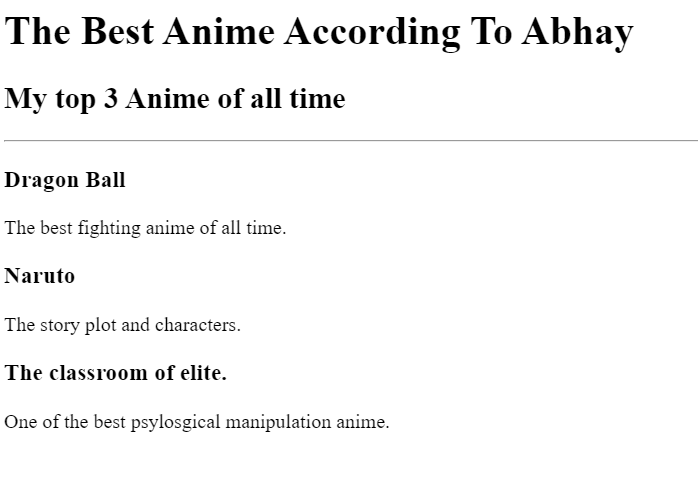 The Best Anime According To Abhay
My top 3 Anime of all time
Dragon Ball
The best fighting anime of all time.
Naruto
The story plot and characters.
The classroom of elite.
One of the best psylosgical manipulation anime.